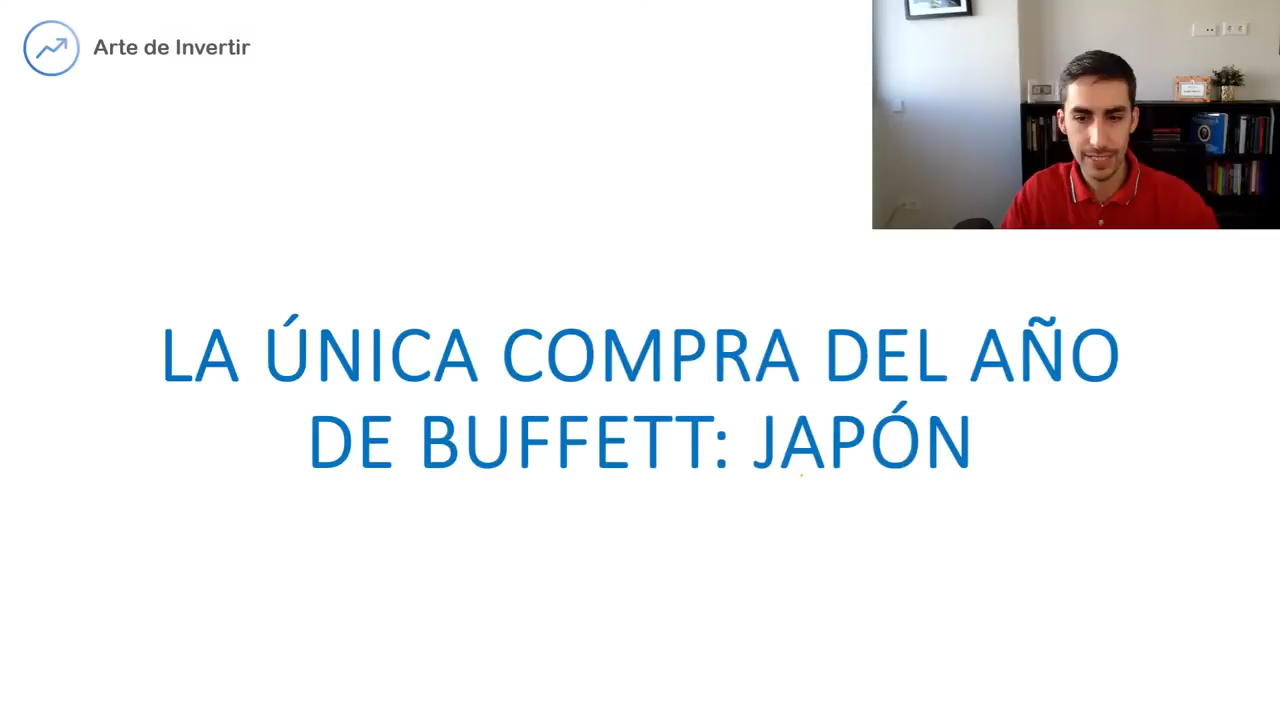 Arte de Invertir
LA ÚNICA COMPRA DEL AÑO
DE BUFFETT: JAPÓN